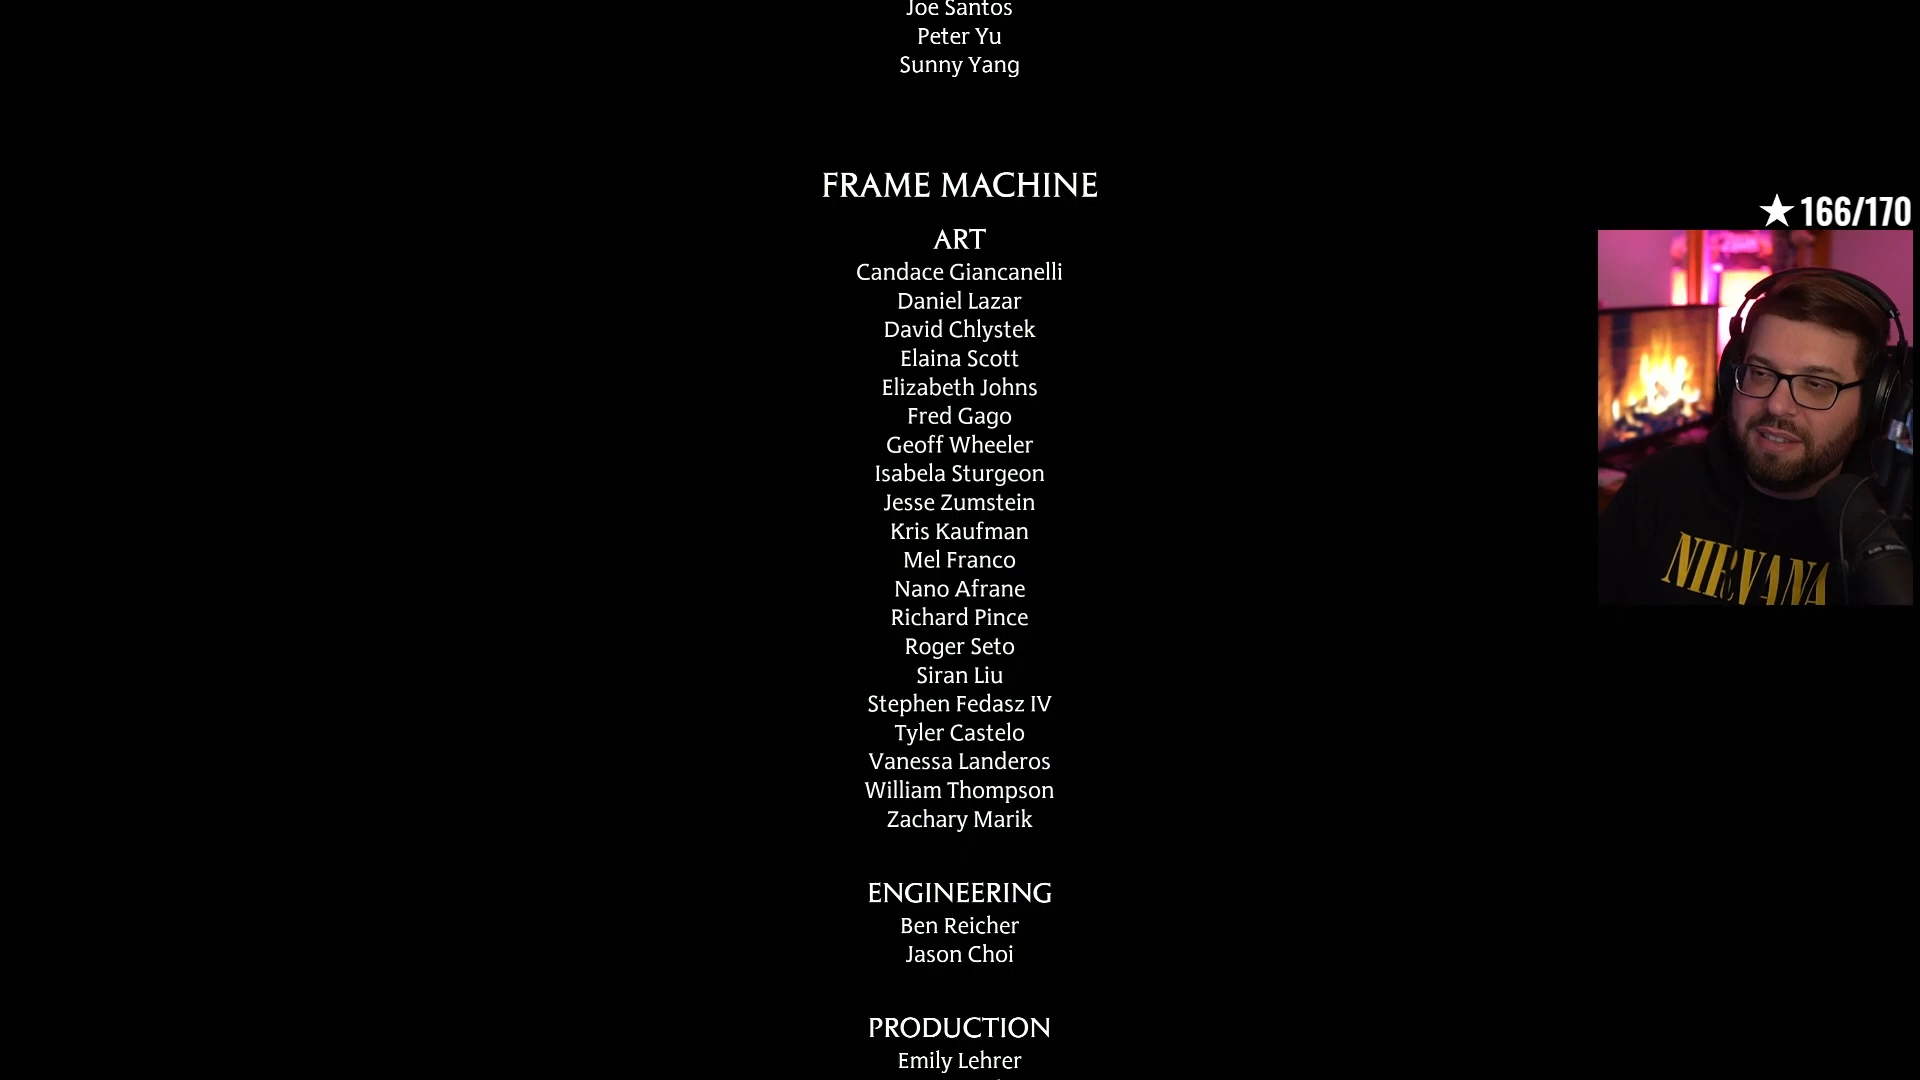 Joe Santos
Peter Yu
Sunny Yang
FRAME MACHINE
ART
Candace Giancanelli
Daniel Lazar
David Chlystek
Elaina Scott
Elizabeth Johns
Fred Gago
Geoff Wheeler
Isabela Sturgeon
Jesse Zumstein
Kris Kaufman
Mel Franco
Nano Afrane
Richard Pince
Roger Seto
Siran Liu
Stephen Fedasz IV
Tyler Castelo
Vanessa Landeros
William Thompson
Zachary Marik
ENGINEERING
Ben Reicher
Jason Choi
PRODUCTION
Emily Lehrer
★166/170
NIRVANA